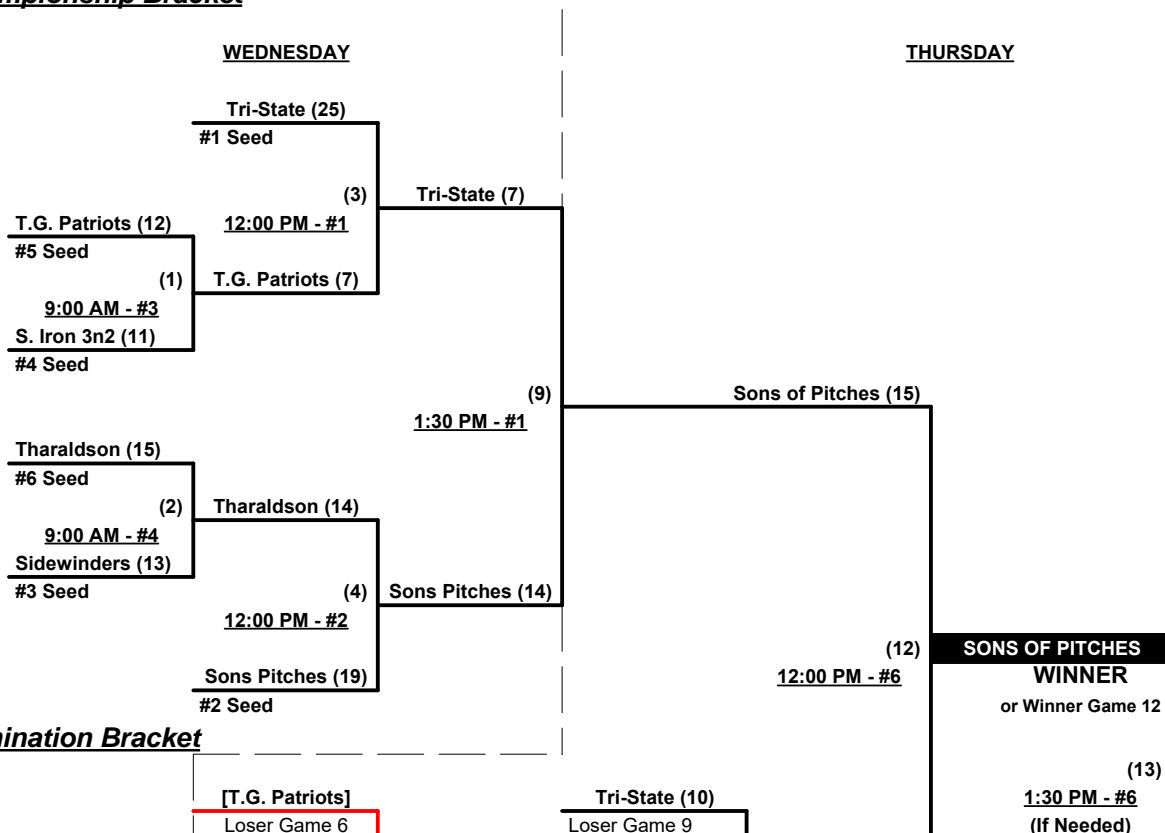 Bracket
WEDNESDAY
THURSDAY
Tri-State (25)
#1 Seed
(3)
12:00 PM - #1
Tri-State (7)
T.G. Patriots (12)
#5 Seed
(1)
9:00 AM - #3
T.G. Patriots (7)
S. Iron 3n2 (11)
#4 Seed
(9)
1:30 PM - #1
Sons of Pitches (15)
Tharaldson (15)
#6 Seed
(2)
9:00 AM - #4
Tharaldson (14)
Sidewinders (13)
#3 Seed
(4)
12:00 PM - #2
Sons Pitches (14)
Sons Pitches (19)
#2 Seed
(12)
12:00 PM - #6
SONS OF PITCHES
WINNER
or Winner Game 12
mination Bracket
(13)
1:30 PM - #6
(If Needed)
[T.G. Patriots]
Loser Game 6
Tri-State (10)
Loser Game 9